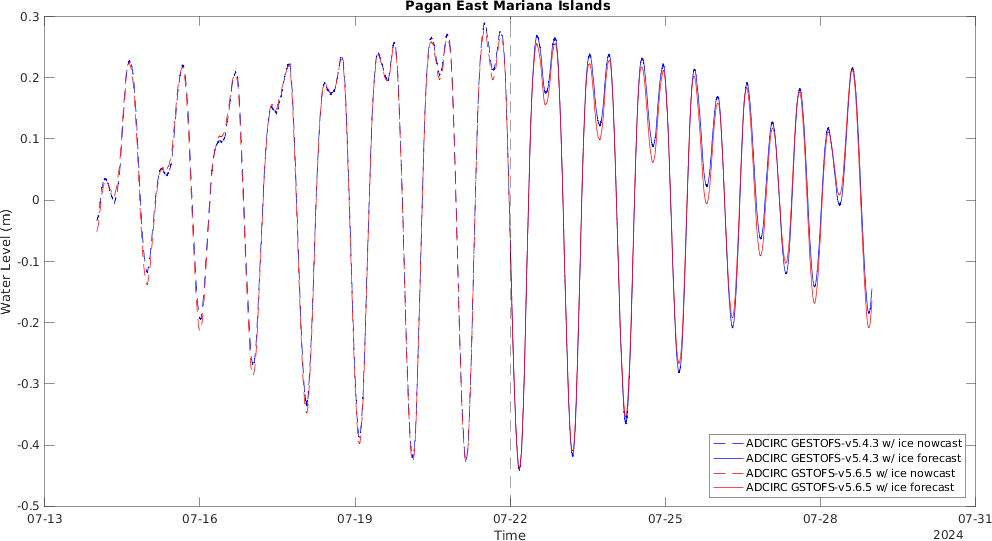 Pagan East Mariana Islands
0.3
0.2
0.1
0
-0.1
-0.2
-0.3
-0.4
-0.5
Water Level (m)
ADCIRC GESTOFS-v5.4.3 w/ ice nowcast
ADCIRC GESTOFS-v5.4.3 w/ ice forecast
ADCIRC GSTOFS-v5.6.5 w/ ice nowcast
ADCIRC GSTOFS-v5.6.5 w/ ice forecast
07-13 07-16 07-19 07-22 07-25 07-28 07-31
Time
2024